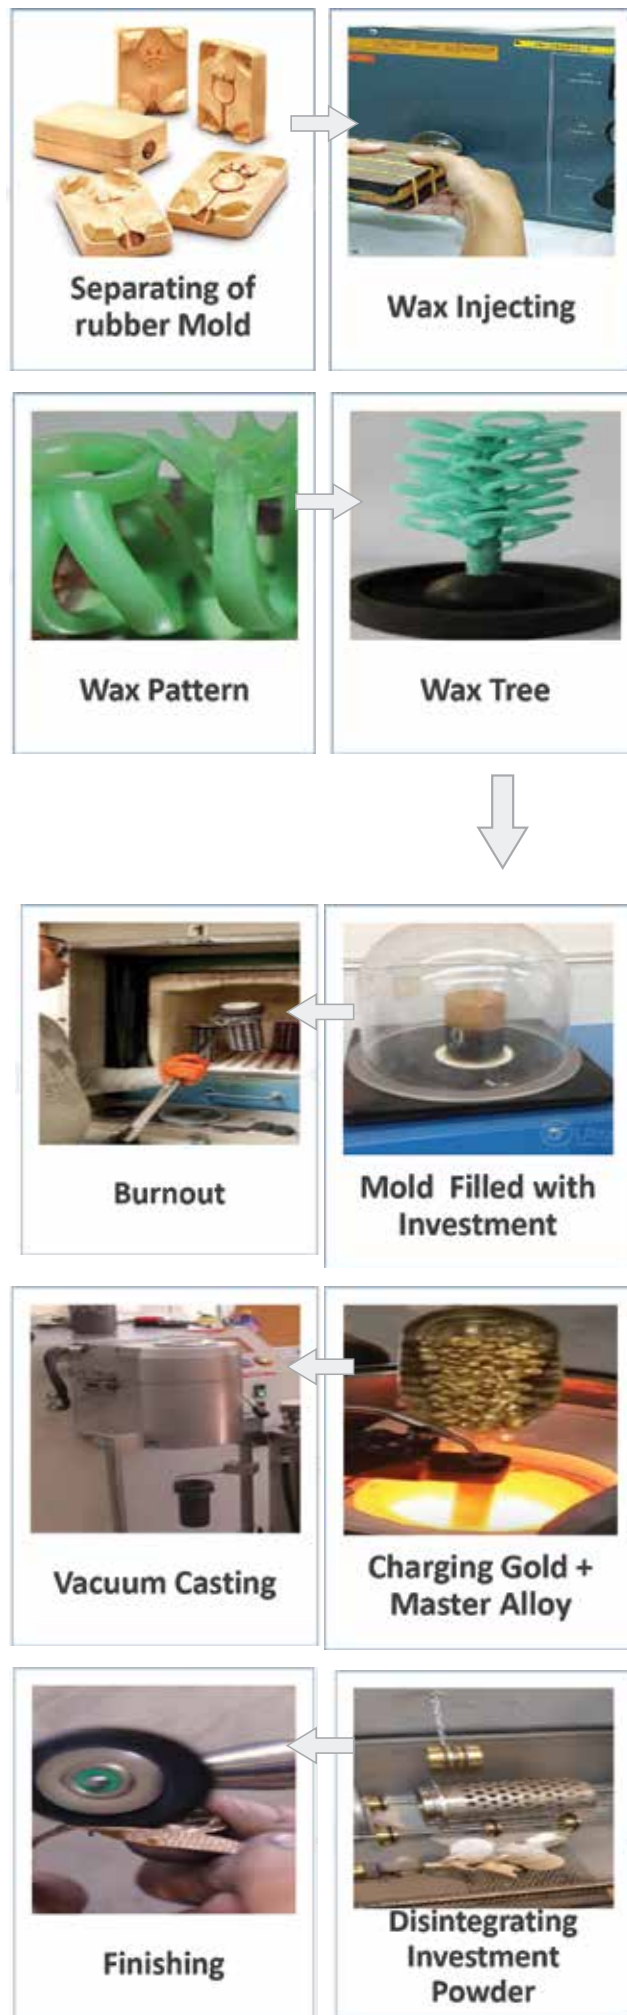 Separating of
rubber Mold
Wax Injecting
Wax Pattern
Wax Tree
Burnout
Mold Filled with
Investment
Vacuum Casting
Charging Gold +
Master Alloy
Finishing
Disintegrating
Investment
Powder